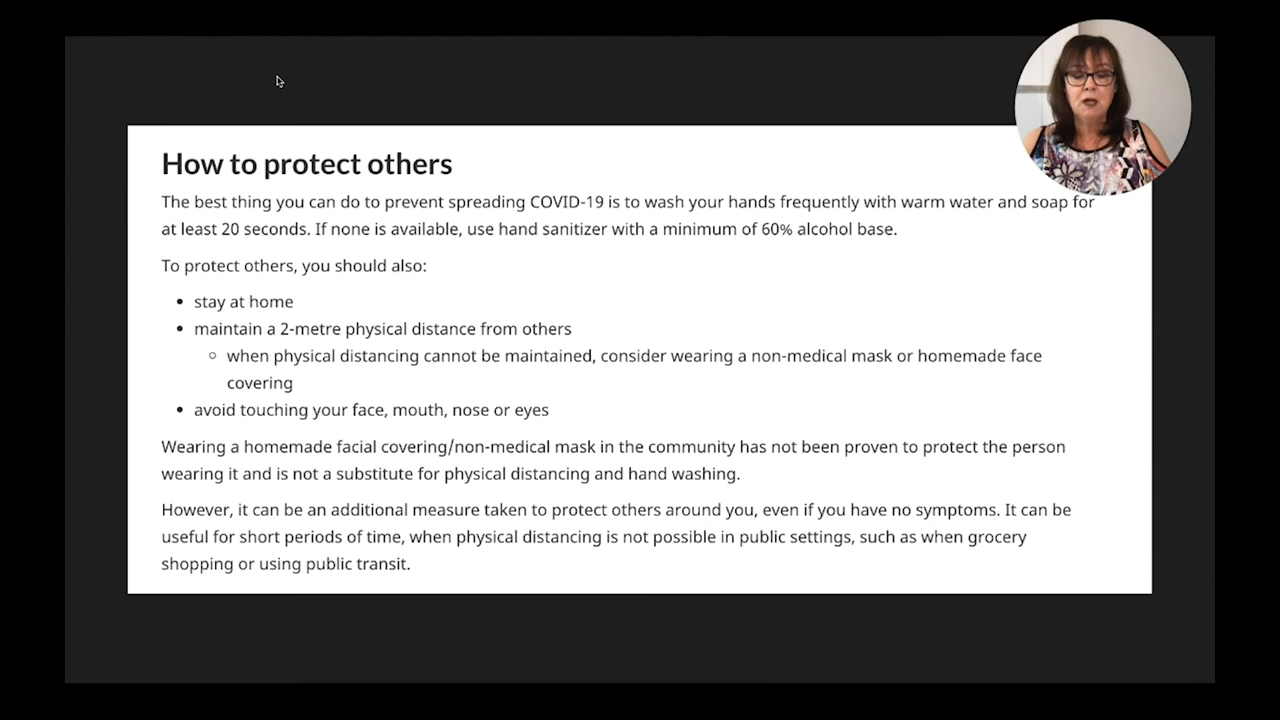 How to protect others
The best thing you can do to prevent spreading COVID-19 is to wash your hands frequently with warm water and soap for
at least 20 seconds. If none is available, use hand sanitizer with a minimum of 60% alcohol base.
To protect others, you should also:
• stay at home
• maintain a 2-metre physical distance from others
○ when physical distancing cannot be maintained, consider wearing a non-medical mask or homemade face
covering
• avoid touching your face, mouth, nose or eyes
Wearing a homemade facial covering/non-medical mask in the community has not been proven to protect the person
wearing it and is not a substitute for physical distancing and hand washing.
However, it can be an additional measure taken to protect others around you, even if you have no symptoms. It can be
useful for short periods of time, when physical distancing is not possible in public settings, such as when grocery
shopping or using public transit.